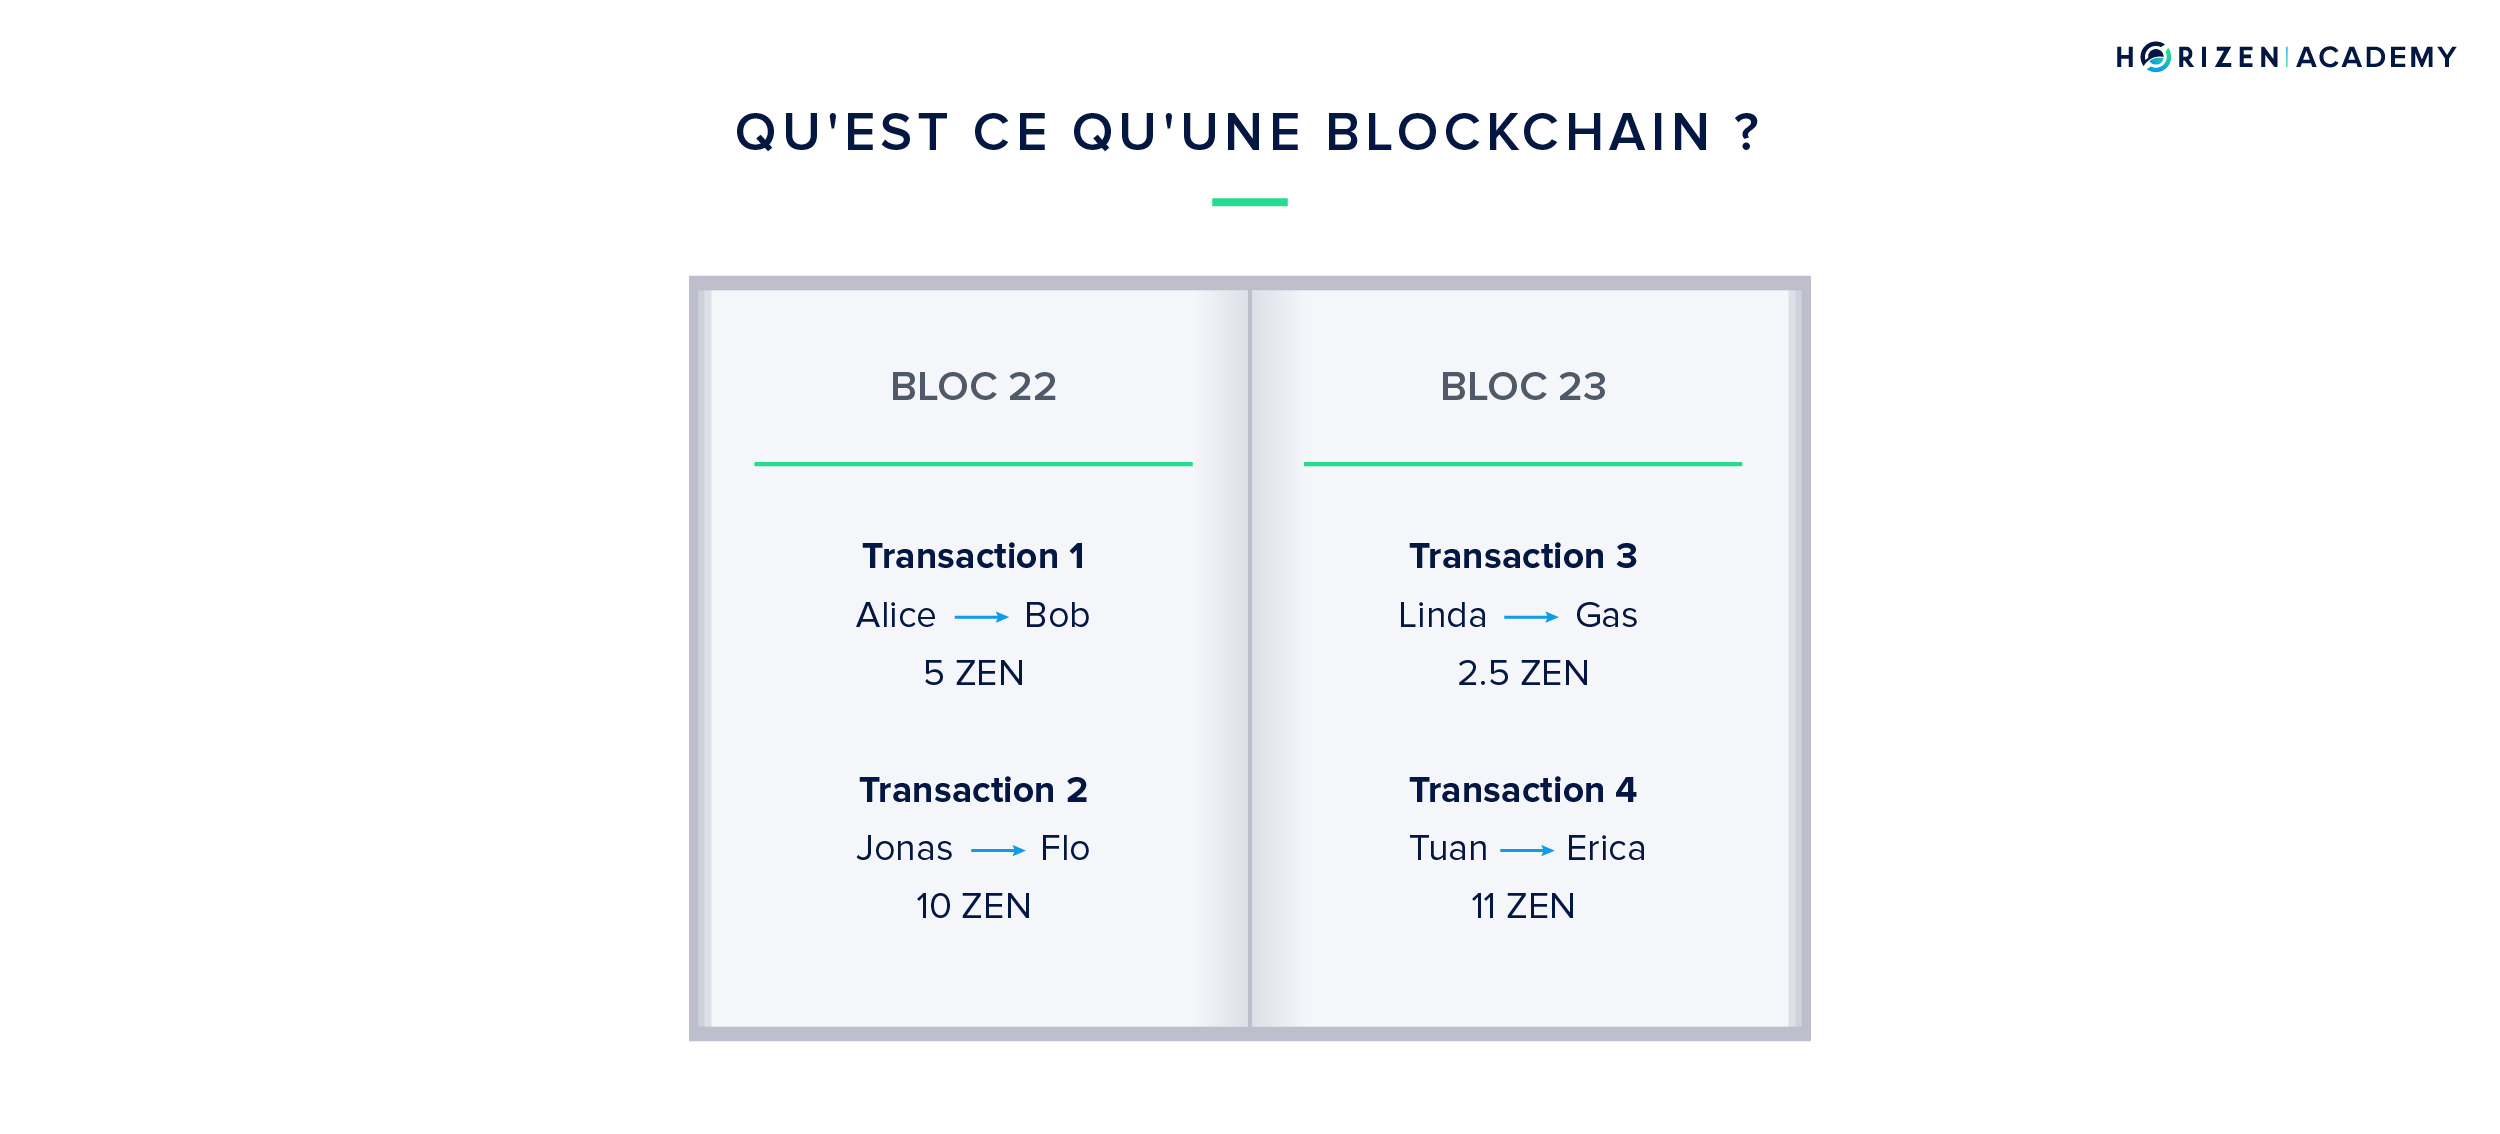 HORIZEN | ACADEMY
QU'EST CE QU'UNE BLOCKCHAIN ?
BLOC 22
Transaction 1
Alice → Bob
5 ZEN
Transaction 2
Jonas → Flo
10 ZEN
BLOC 23
Transaction 3
Linda → Gas
2.5 ZEN
Transaction 4
Tuan → Erica
11 ZEN